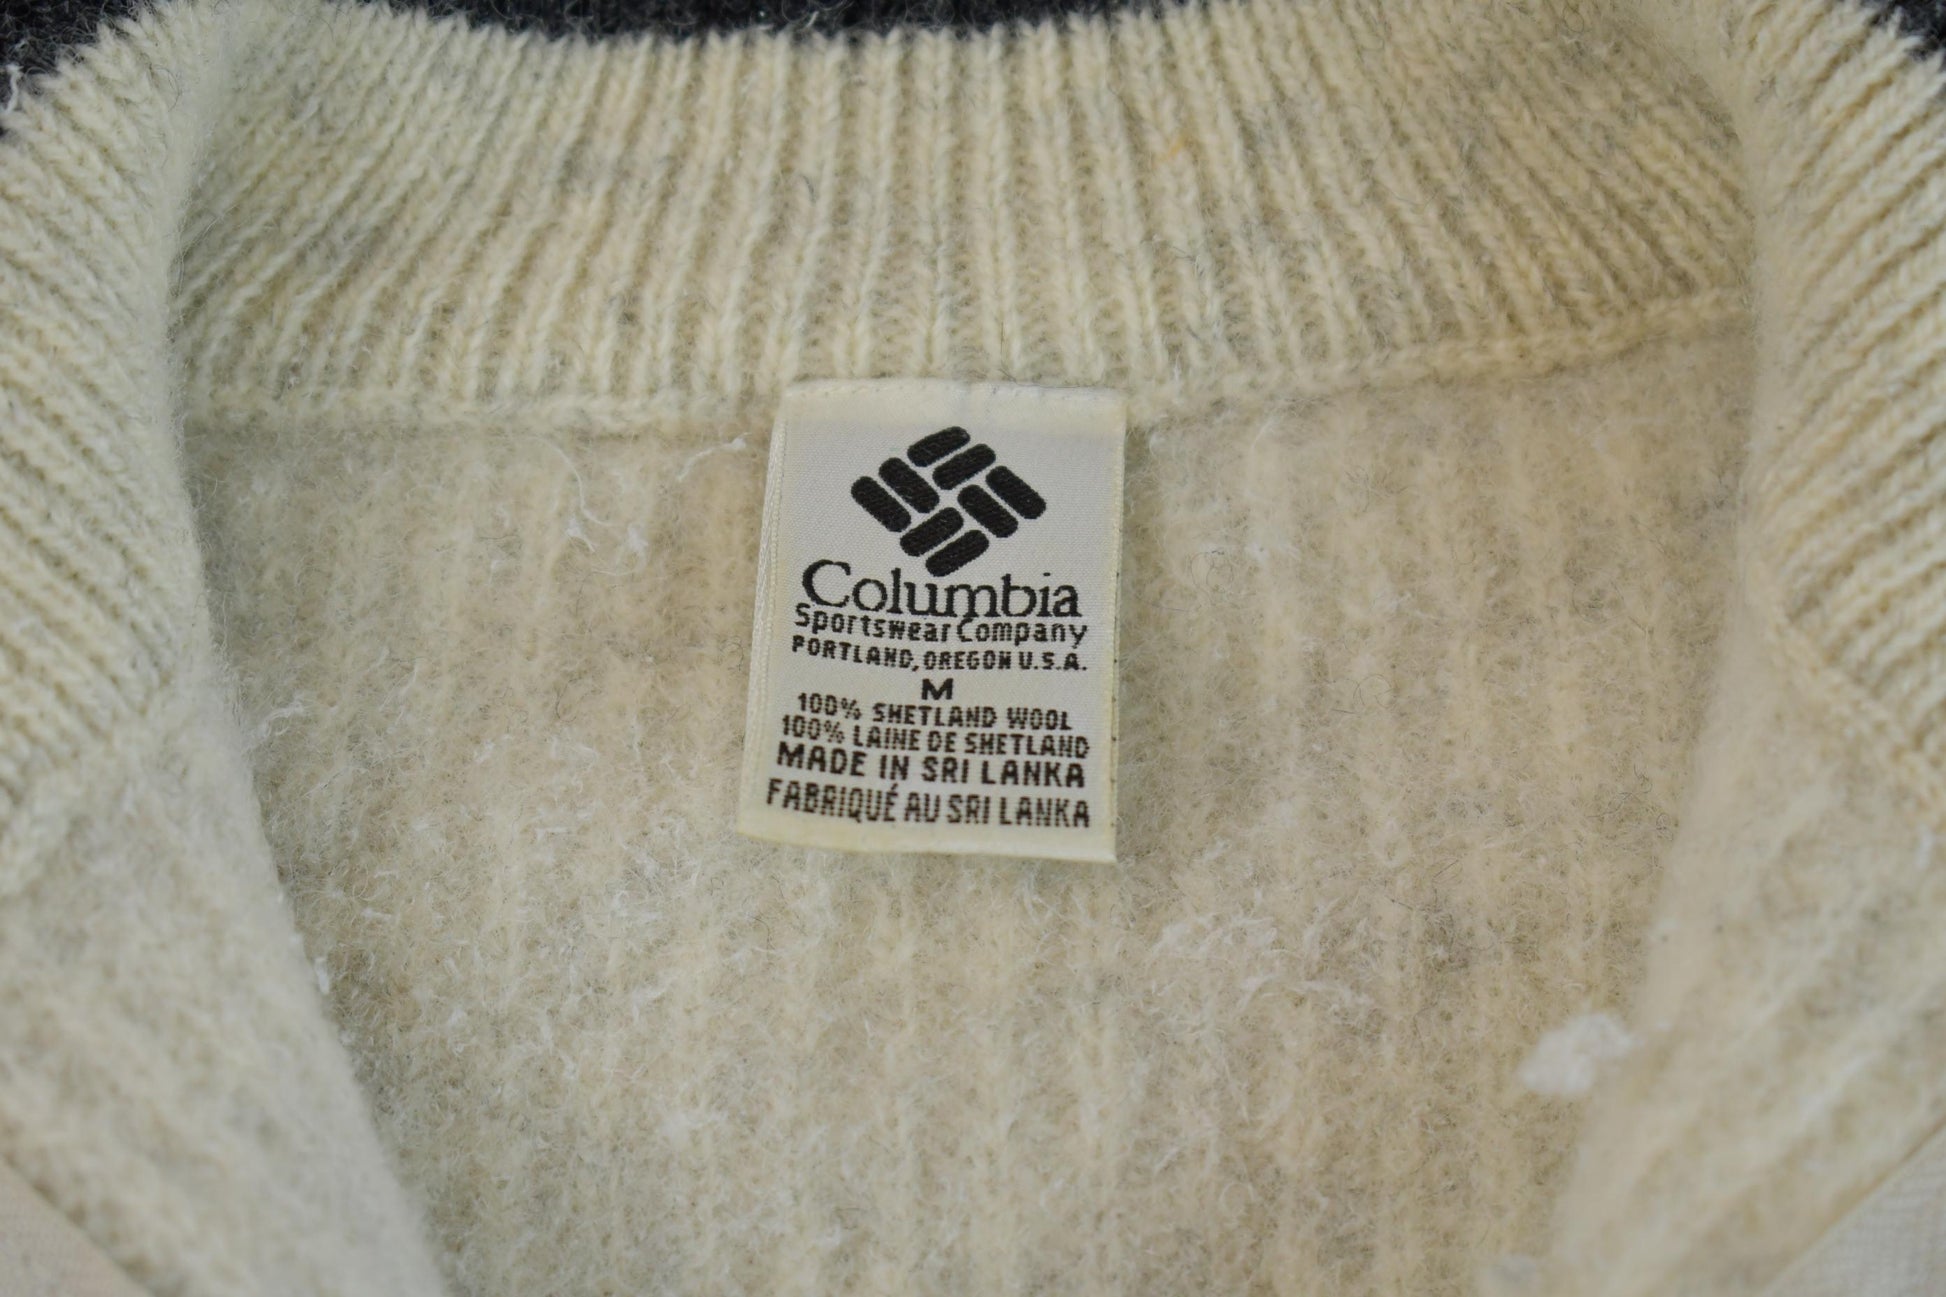 Columbia
Sportswear Company
PORTLAND, OREGON U.S.A.
M
100% SHETLAND WOOL
100% LAINE DE SHETLAND
MADE IN SRI LANKA
FABRIQUÉ AU SRI LANKA